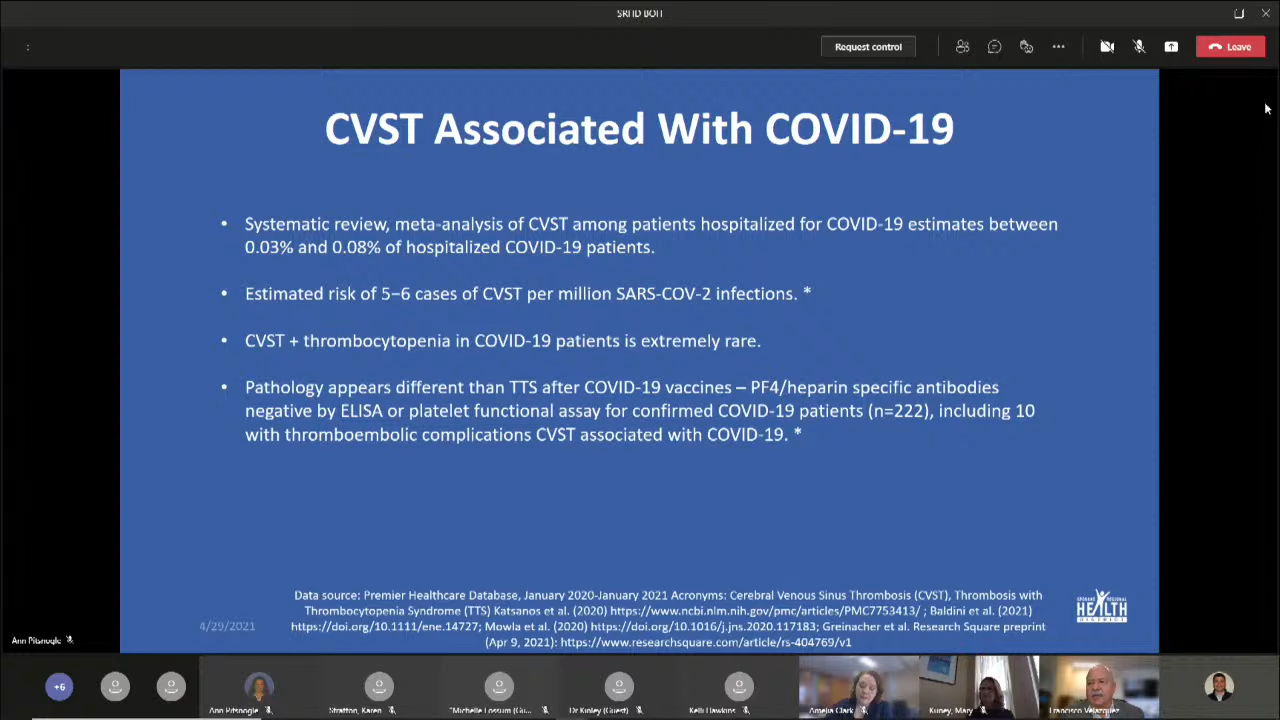 SRHD BOH
Request control
Leave
CVST Associated With COVID-19
• Systematic review, meta-analysis of CVST among patients hospitalized for COVID-19 estimates between
0.03% and 0.08% of hospitalized COVID-19 patients.
• Estimated risk of 5–6 cases of CVST per million SARS-COV-2 infections. *
• CVST + thrombocytopenia in COVID-19 patients is extremely rare.
• Pathology appears different than TTS after COVID-19 vaccines – PF4/heparin specific antibodies
negative by ELISA or platelet functional assay for confirmed COVID-19 patients (n=222), including 10
with thromboembolic complications CVST associated with COVID-19. *
Data source: Premier Healthcare Database, January 2020-January 2021 Acronyms: Cerebral Venous Sinus Thrombosis (CVST), Thrombosis with
Thrombocytopenia Syndrome (TTS) Katsanos et al. (2020) https://www.ncbi.nlm.nih.gov/pmc/articles/PMC7753413/ ; Baldini et al. (2021)
4/29/2021 https://doi.org/10.1111/ene.14727; Mowla et al. (2020) https://doi.org/10.1016/j.jns.2020.117183; Greinacher et al. Research Square preprint
(Apr 9, 2021): https://www.researchsquare.com/article/rs-404769/v1
SPOKANE REGIONAL
HEALTH
DISTRICT
Ann Pitsnogle
+6
Ann Pitsnogle
Stratton, Karen
"Michelle Fossum (Gu...
Dr Kinley (Guest)
Kelli Hawkins
Amelia Clark
Kuney, Mary
Francisco Velazquez